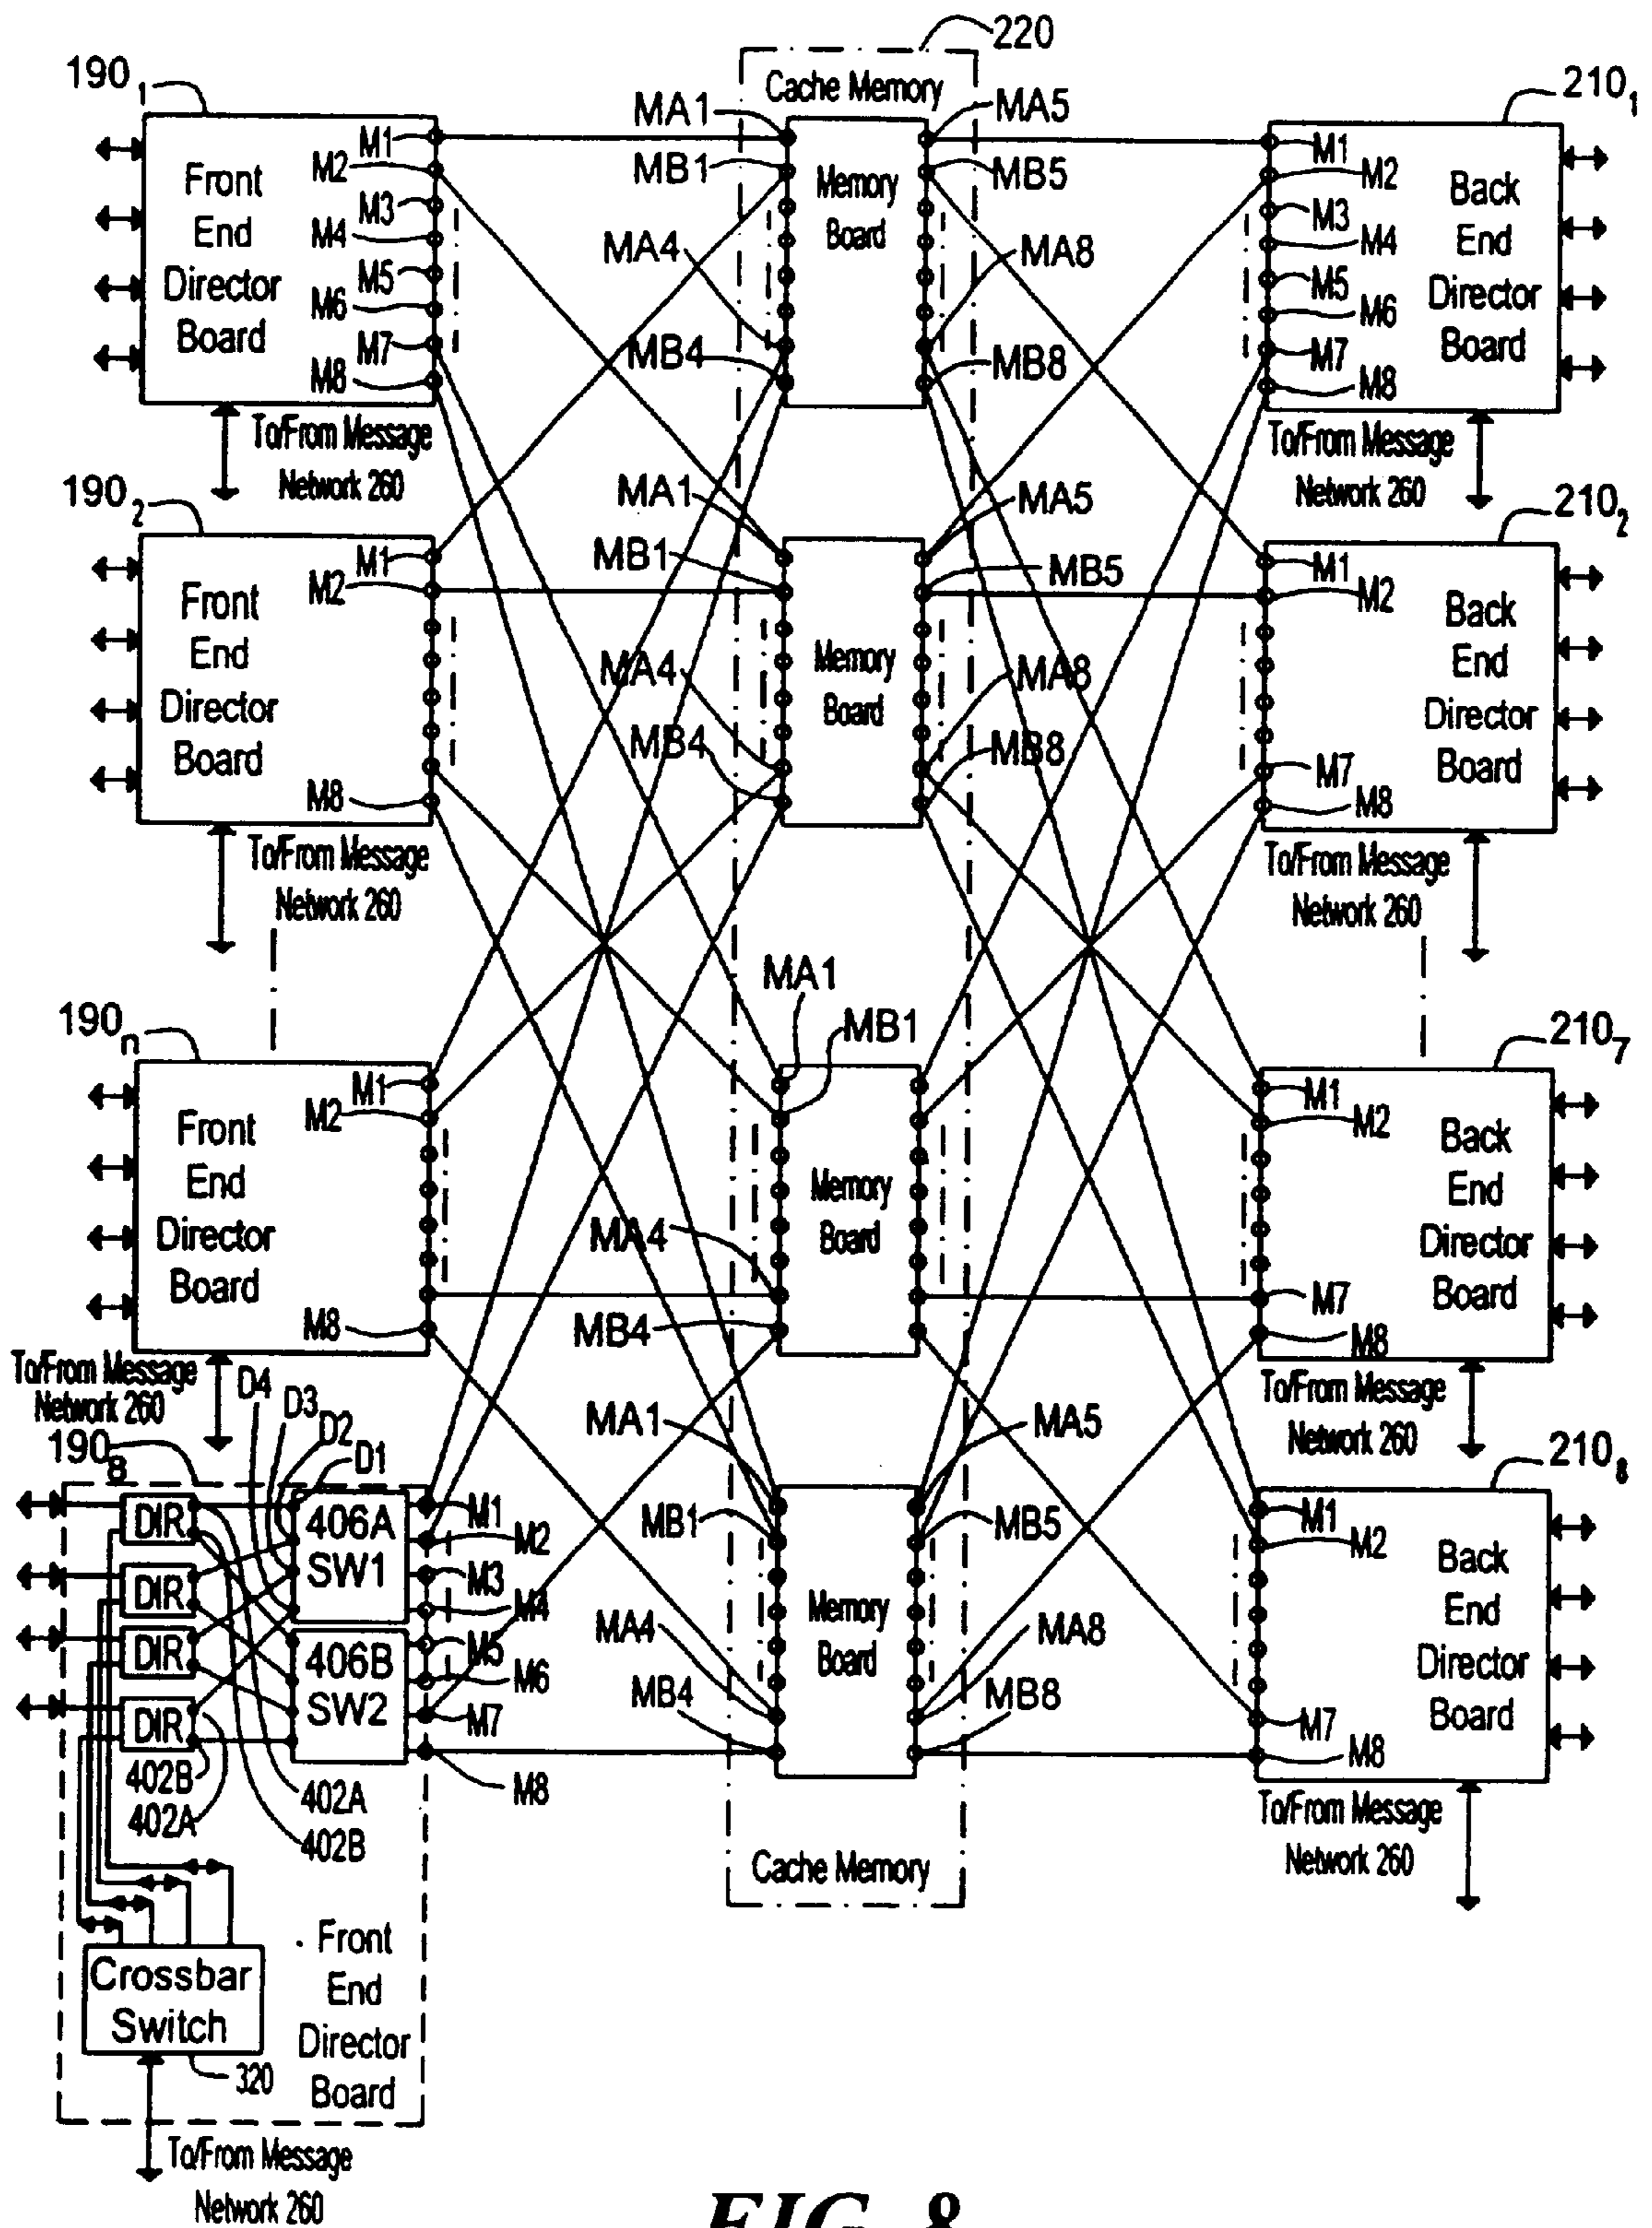 220
Cache Memory
190 1
Front
End
Director
Board
M1
M2
M3
M4
M5
M6
M7
M8
To/From Message
Network 260
MA1
MB1
MA4
MB4
Memory
Board
MA5
MB5
MA8
MB8
210 1
M1
M2
M3
M4
M5
M6
M7
M8
Back
End
Director
Board
To/From Message
Network 260
190 2
Front
End
Director
Board
M1
M2
M8
To/From Message
Network 260
MA1
MB1
MA4
MB4
Memory
Board
MA5
MB5
MA8
MB8
210 2
M1
M2
M7
M8
Back
End
Director
Board
To/From Message
Network 260
190 n
Front
End
Director
Board
M1
M2
M8
To/From Message
Network 260
MA1
MB1
MA4
MB4
Memory
Board
210 7
M1
M2
M7
M8
Back
End
Director
Board
To/From Message
Network 260
190 8
D4
D3
D2
D1
DIR
DIR
DIR
DIR
406A
SW1
406B
SW2
M1
M2
M3
M4
M5
M6
M7
M8
402B
402A
402A
402B
Crossbar
Switch
320
Front
End
Director
Board
To/From Message
Network 260
MA1
MB1
MA4
MB4
Memory
Board
MA5
MB5
MA8
MB8
Cache Memory
210 8
M1
M2
M7
M8
Back
End
Director
Board
To/From Message
Network 260
FIG. 8